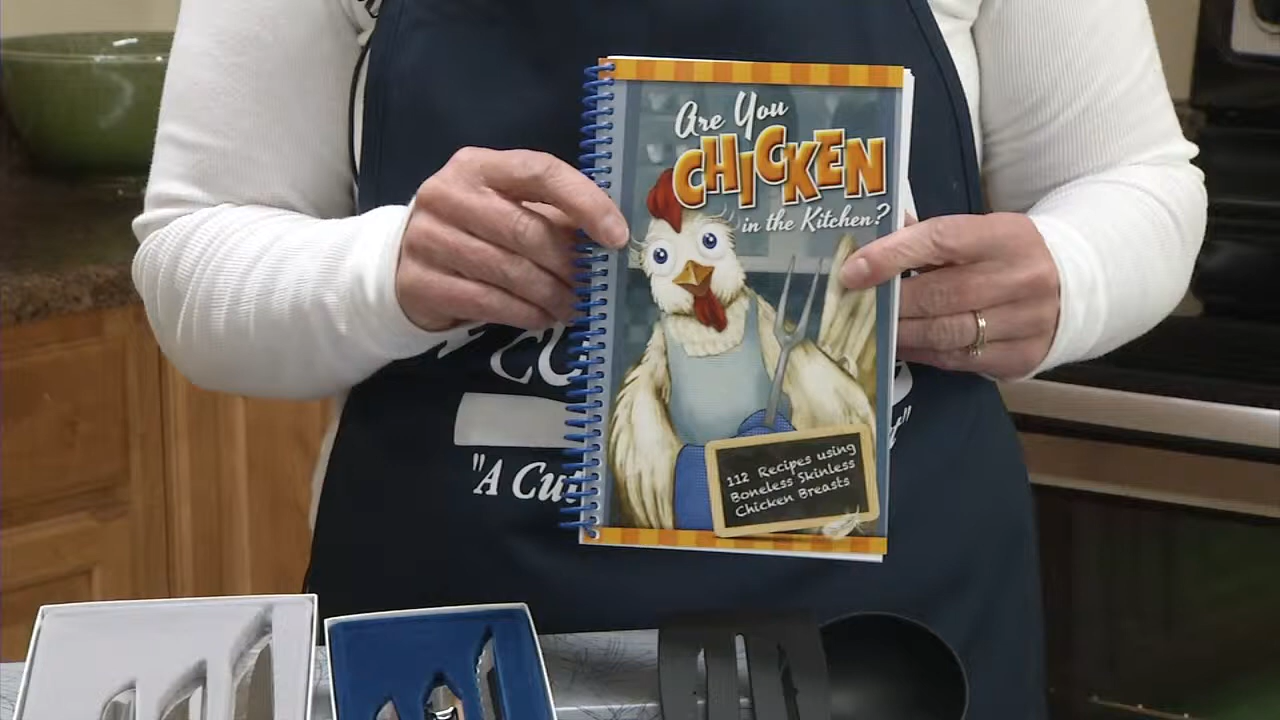 Are You
CHICKEN
in the Kitchen?
112 Recipes using
Boneless Skinless
Chicken Breasts
"A Cu